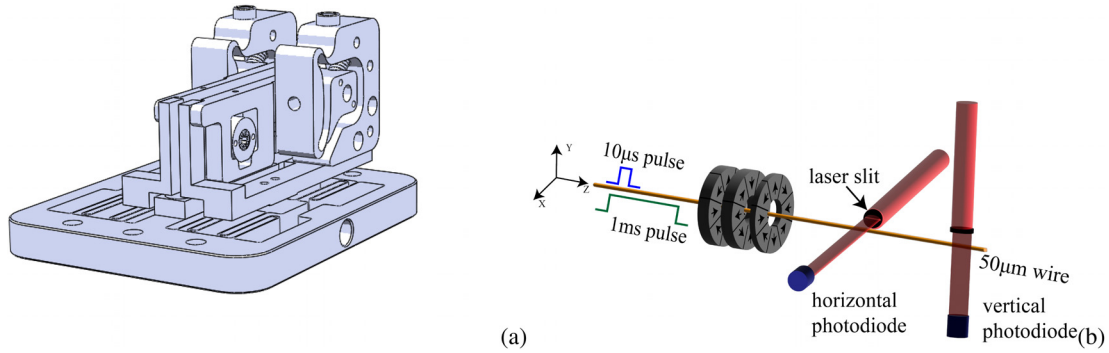 (a)
Y
X
Z
10µs pulse
1ms pulse
laser slit
50µm wire
horizontal
photodiode
vertical
photodiode
(b)